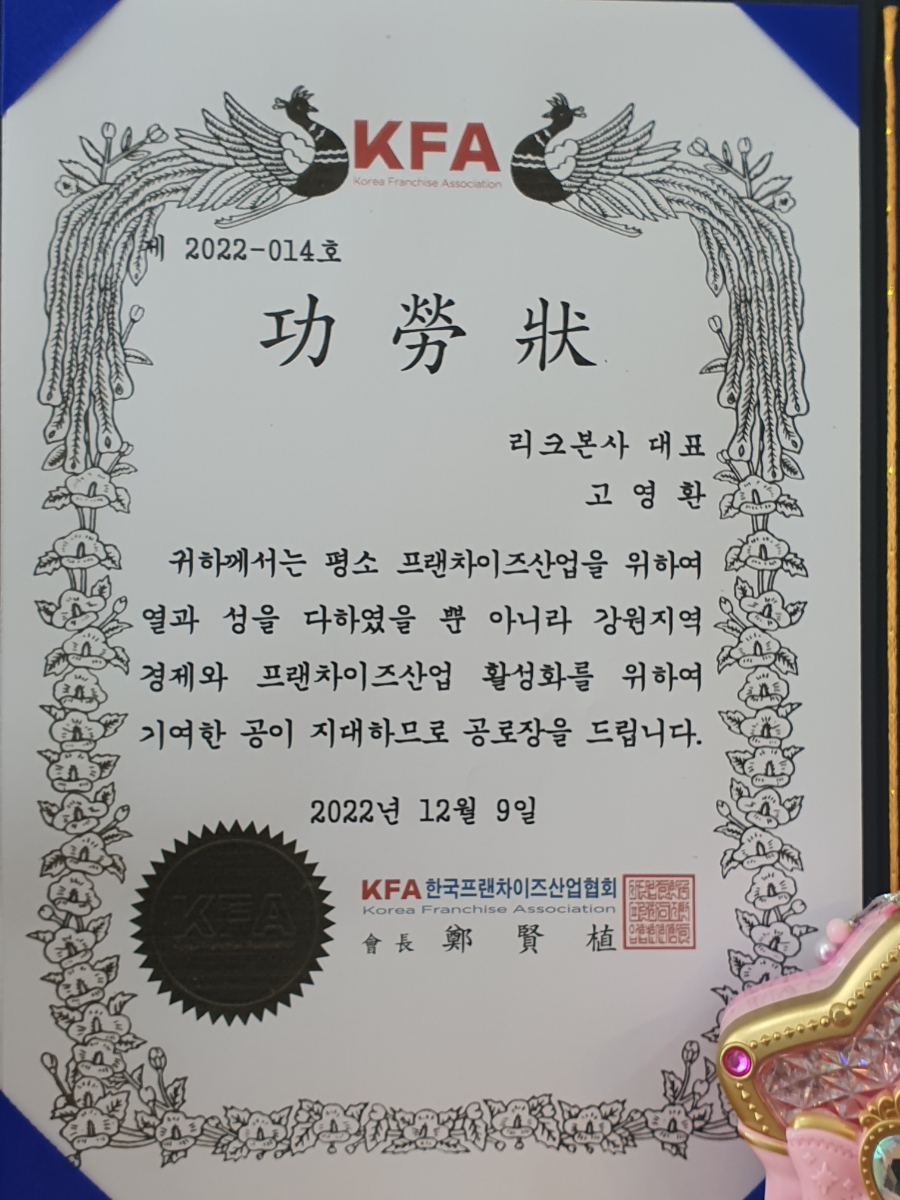 KFA
Korea Franchise Association
제 2022-014호
功 勞 狀
리크본사 대표
고 영 환
귀하께서는 평소 프랜차이즈산업을 위하여
열과 성을 다하였을 뿐 아니라 강원지역
경제와 프랜차이즈산업 활성화를 위하여
기여한 공이 지대하므로 공로장을 드립니다.
2022년 12월 9일
KFA
KFA 한국프랜차이즈산업협회
Korea Franchise Association
會長 鄭 賢 植